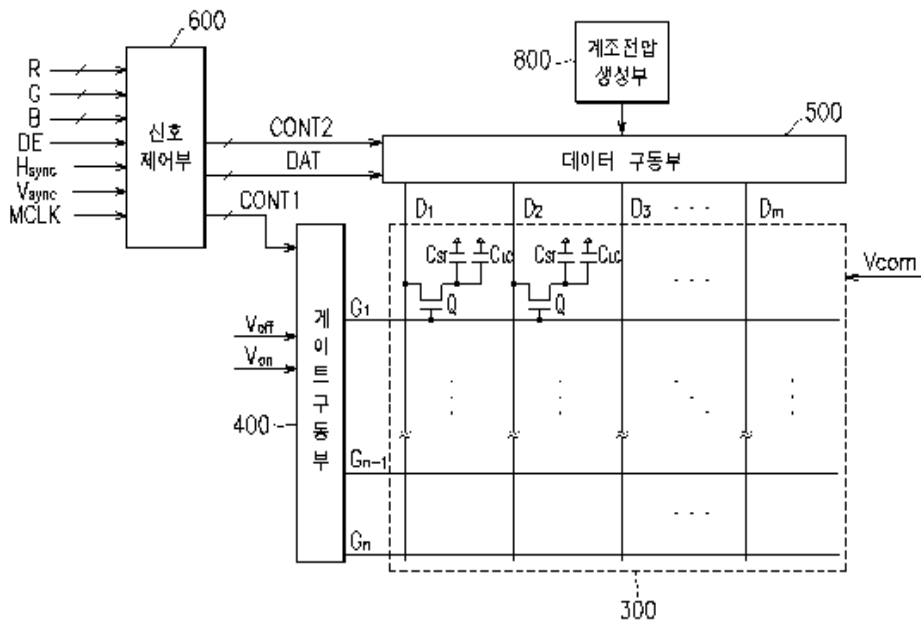 600
R
G
B
DE
Hsync
Vsync
MCLK
신호
제어부
계조전압
생성부
800
500
CONT2
DAT
CONT1
데이터 구동부
D1 D2 D3 · · · Dm
CST CLC CST CLC
Vcom
Q Q
G1
Voff
Von
게이트구동부
400
Gn-1
Gn
300